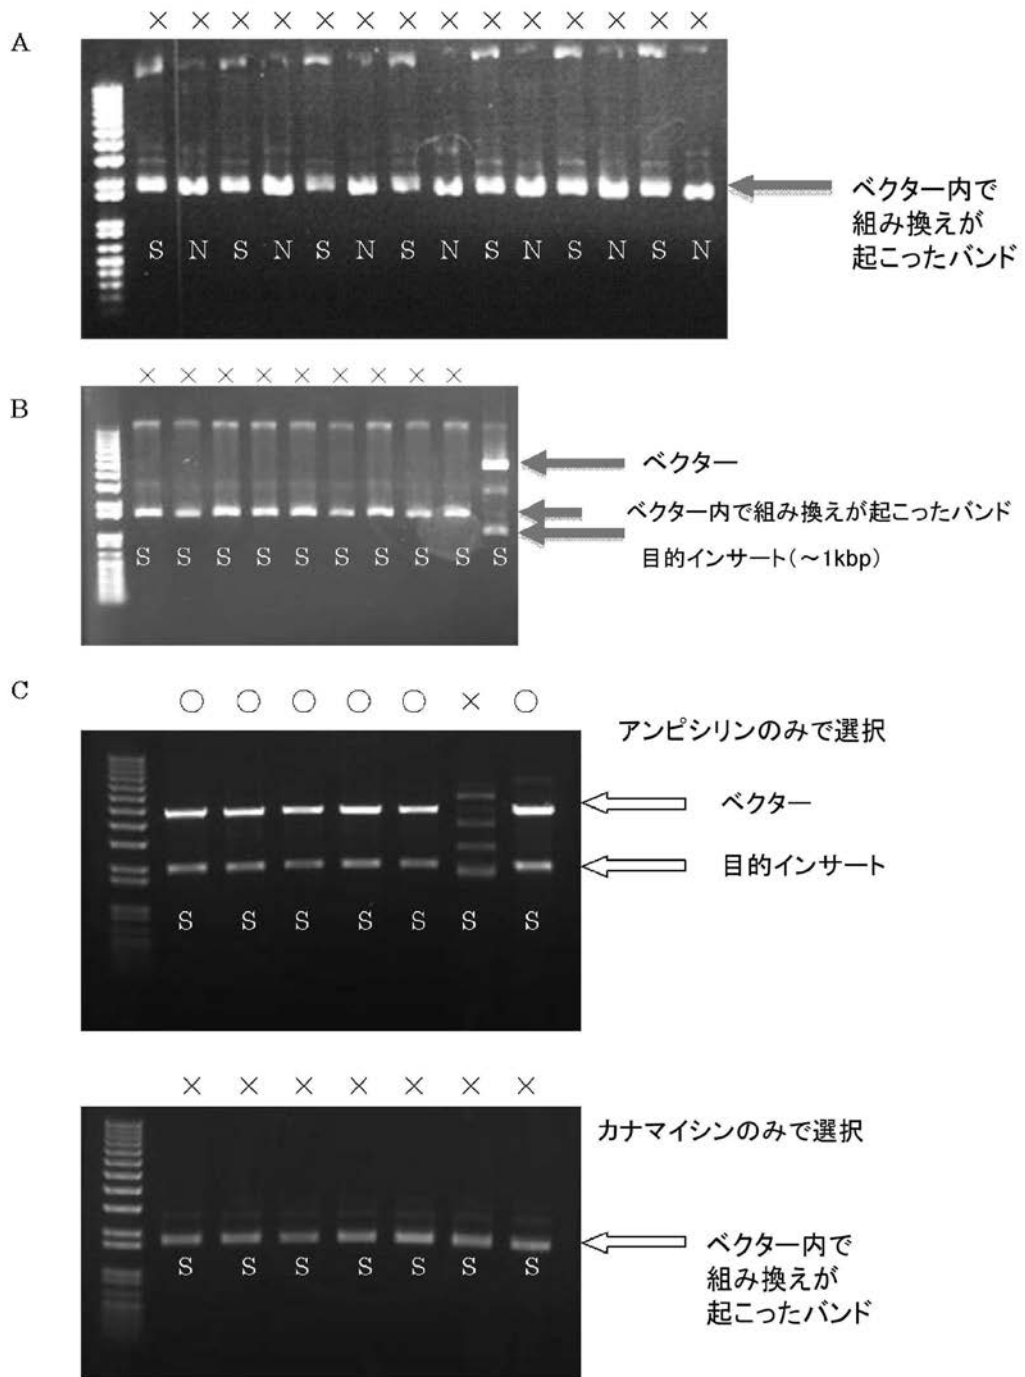 × × × × × × × × × × × × × ×
A
ベクター内で
組み換えが
起こったバンド
S N S N S N S N S N S N S N
× × × × × × × × ×
B
ベクター
ベクター内で組み換えが起こったバンド
目的インサート(~1kbp)
S S S S S S S S S S
C
○ ○ ○ ○ ○ × ○
アンピシリンのみで選択
ベクター
目的インサート
S S S S S S S
× × × × × × ×
カナマイシンのみで選択
ベクター内で
組み換えが
起こったバンド
S S S S S S S